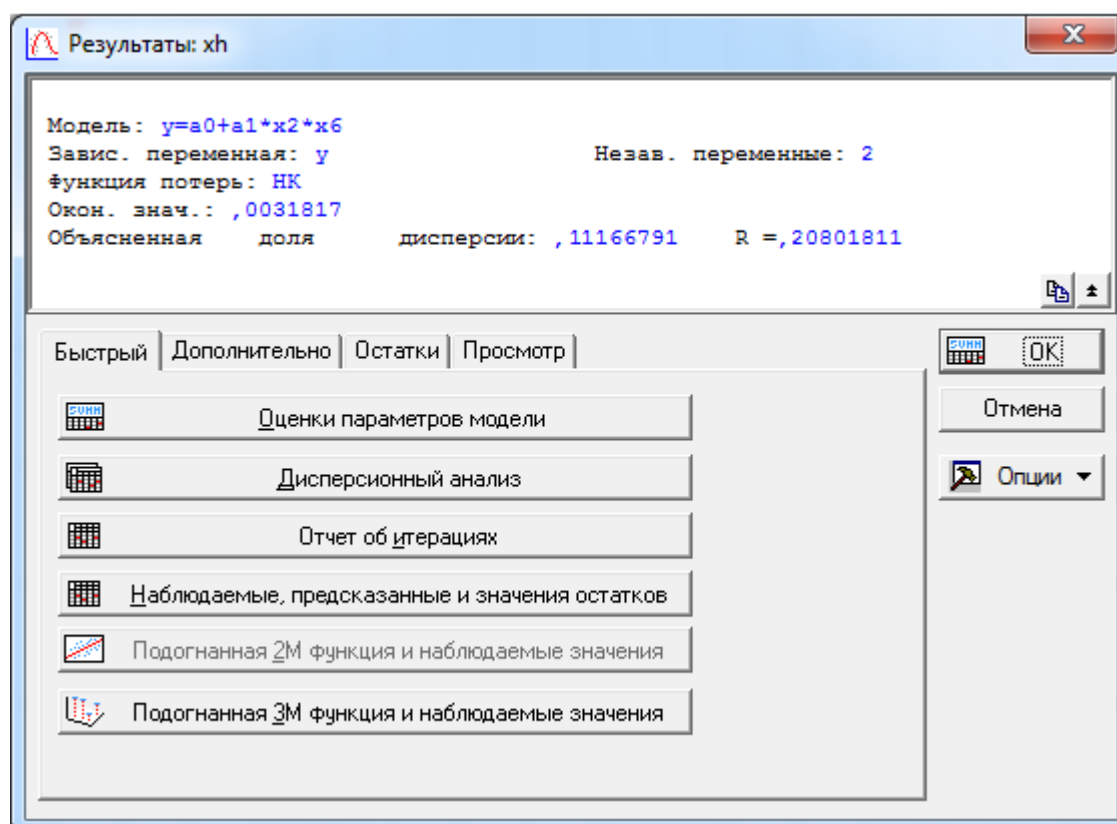 Результаты: xh
Модель: y=a0+a1*x2*x6
Завис. переменная: y Незав. переменные: 2
Функция потерь: НК
Окон. знач.: ,0031817
Объясненная доля дисперсии: ,11166791 R =,20801811
Быстрый Дополнительно Остатки Просмотр
SUMM OK
SUMM Оценки параметров модели
Отмена
Дисперсионный анализ
Опции
Отчет об итерациях
Наблюдаемые, предсказанные и значения остатков
Подогнанная 2М функция и наблюдаемые значения
Подогнанная 3М функция и наблюдаемые значения